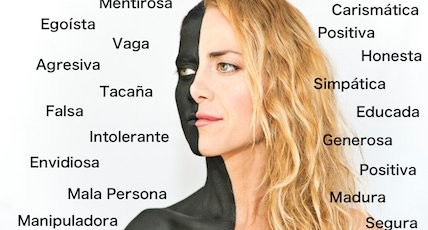 Mentirosa
Egoísta
Vaga
Agresiva
Tacaña
Falsa
Intolerante
Envidiosa
Mala Persona
Manipuladora
Carismática
Positiva
Honesta
Simpática
Educada
Generosa
Positiva
Madura
Segura